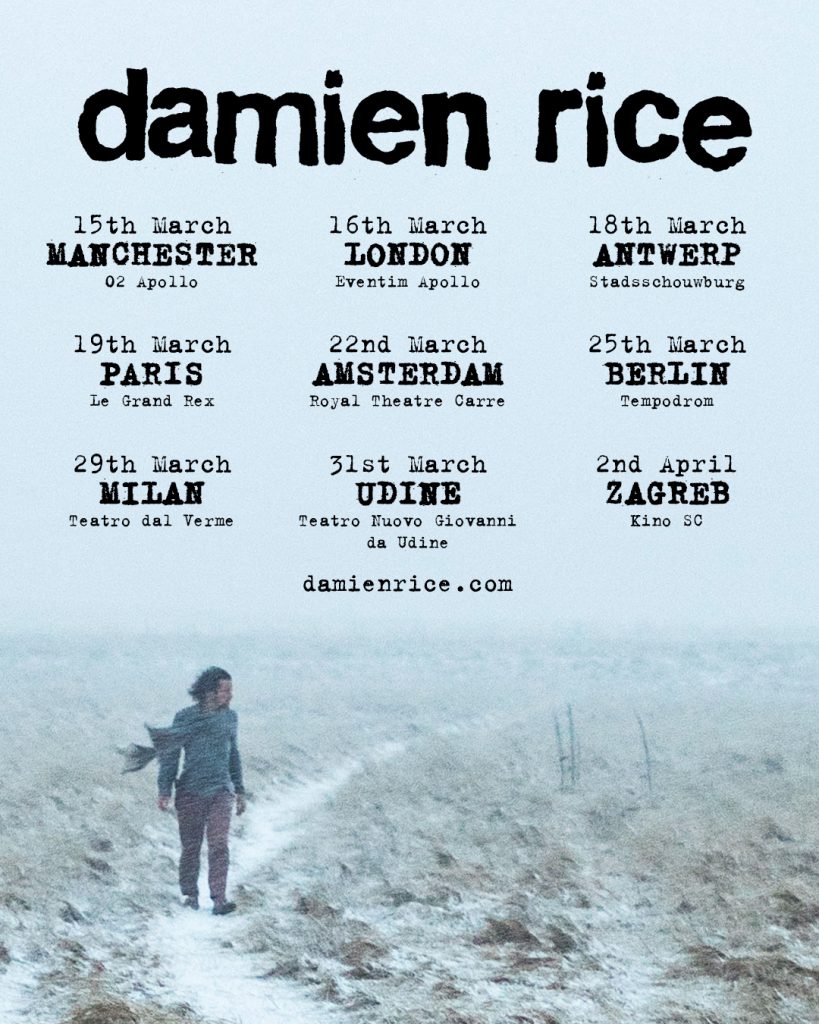 damien rice
15th March
MANCHESTER
O2 Apollo
16th March
LONDON
Eventim Apollo
18th March
ANTWERP
Stadsschouwburg
19th March
PARIS
Le Grand Rex
22nd March
AMSTERDAM
Royal Theatre Carre
25th March
BERLIN
Tempodrom
29th March
MILAN
Teatro dal Verme
31st March
UDINE
Teatro Nuovo Giovanni
da Udine
2nd April
ZAGREB
Kino SC
damienrice.com